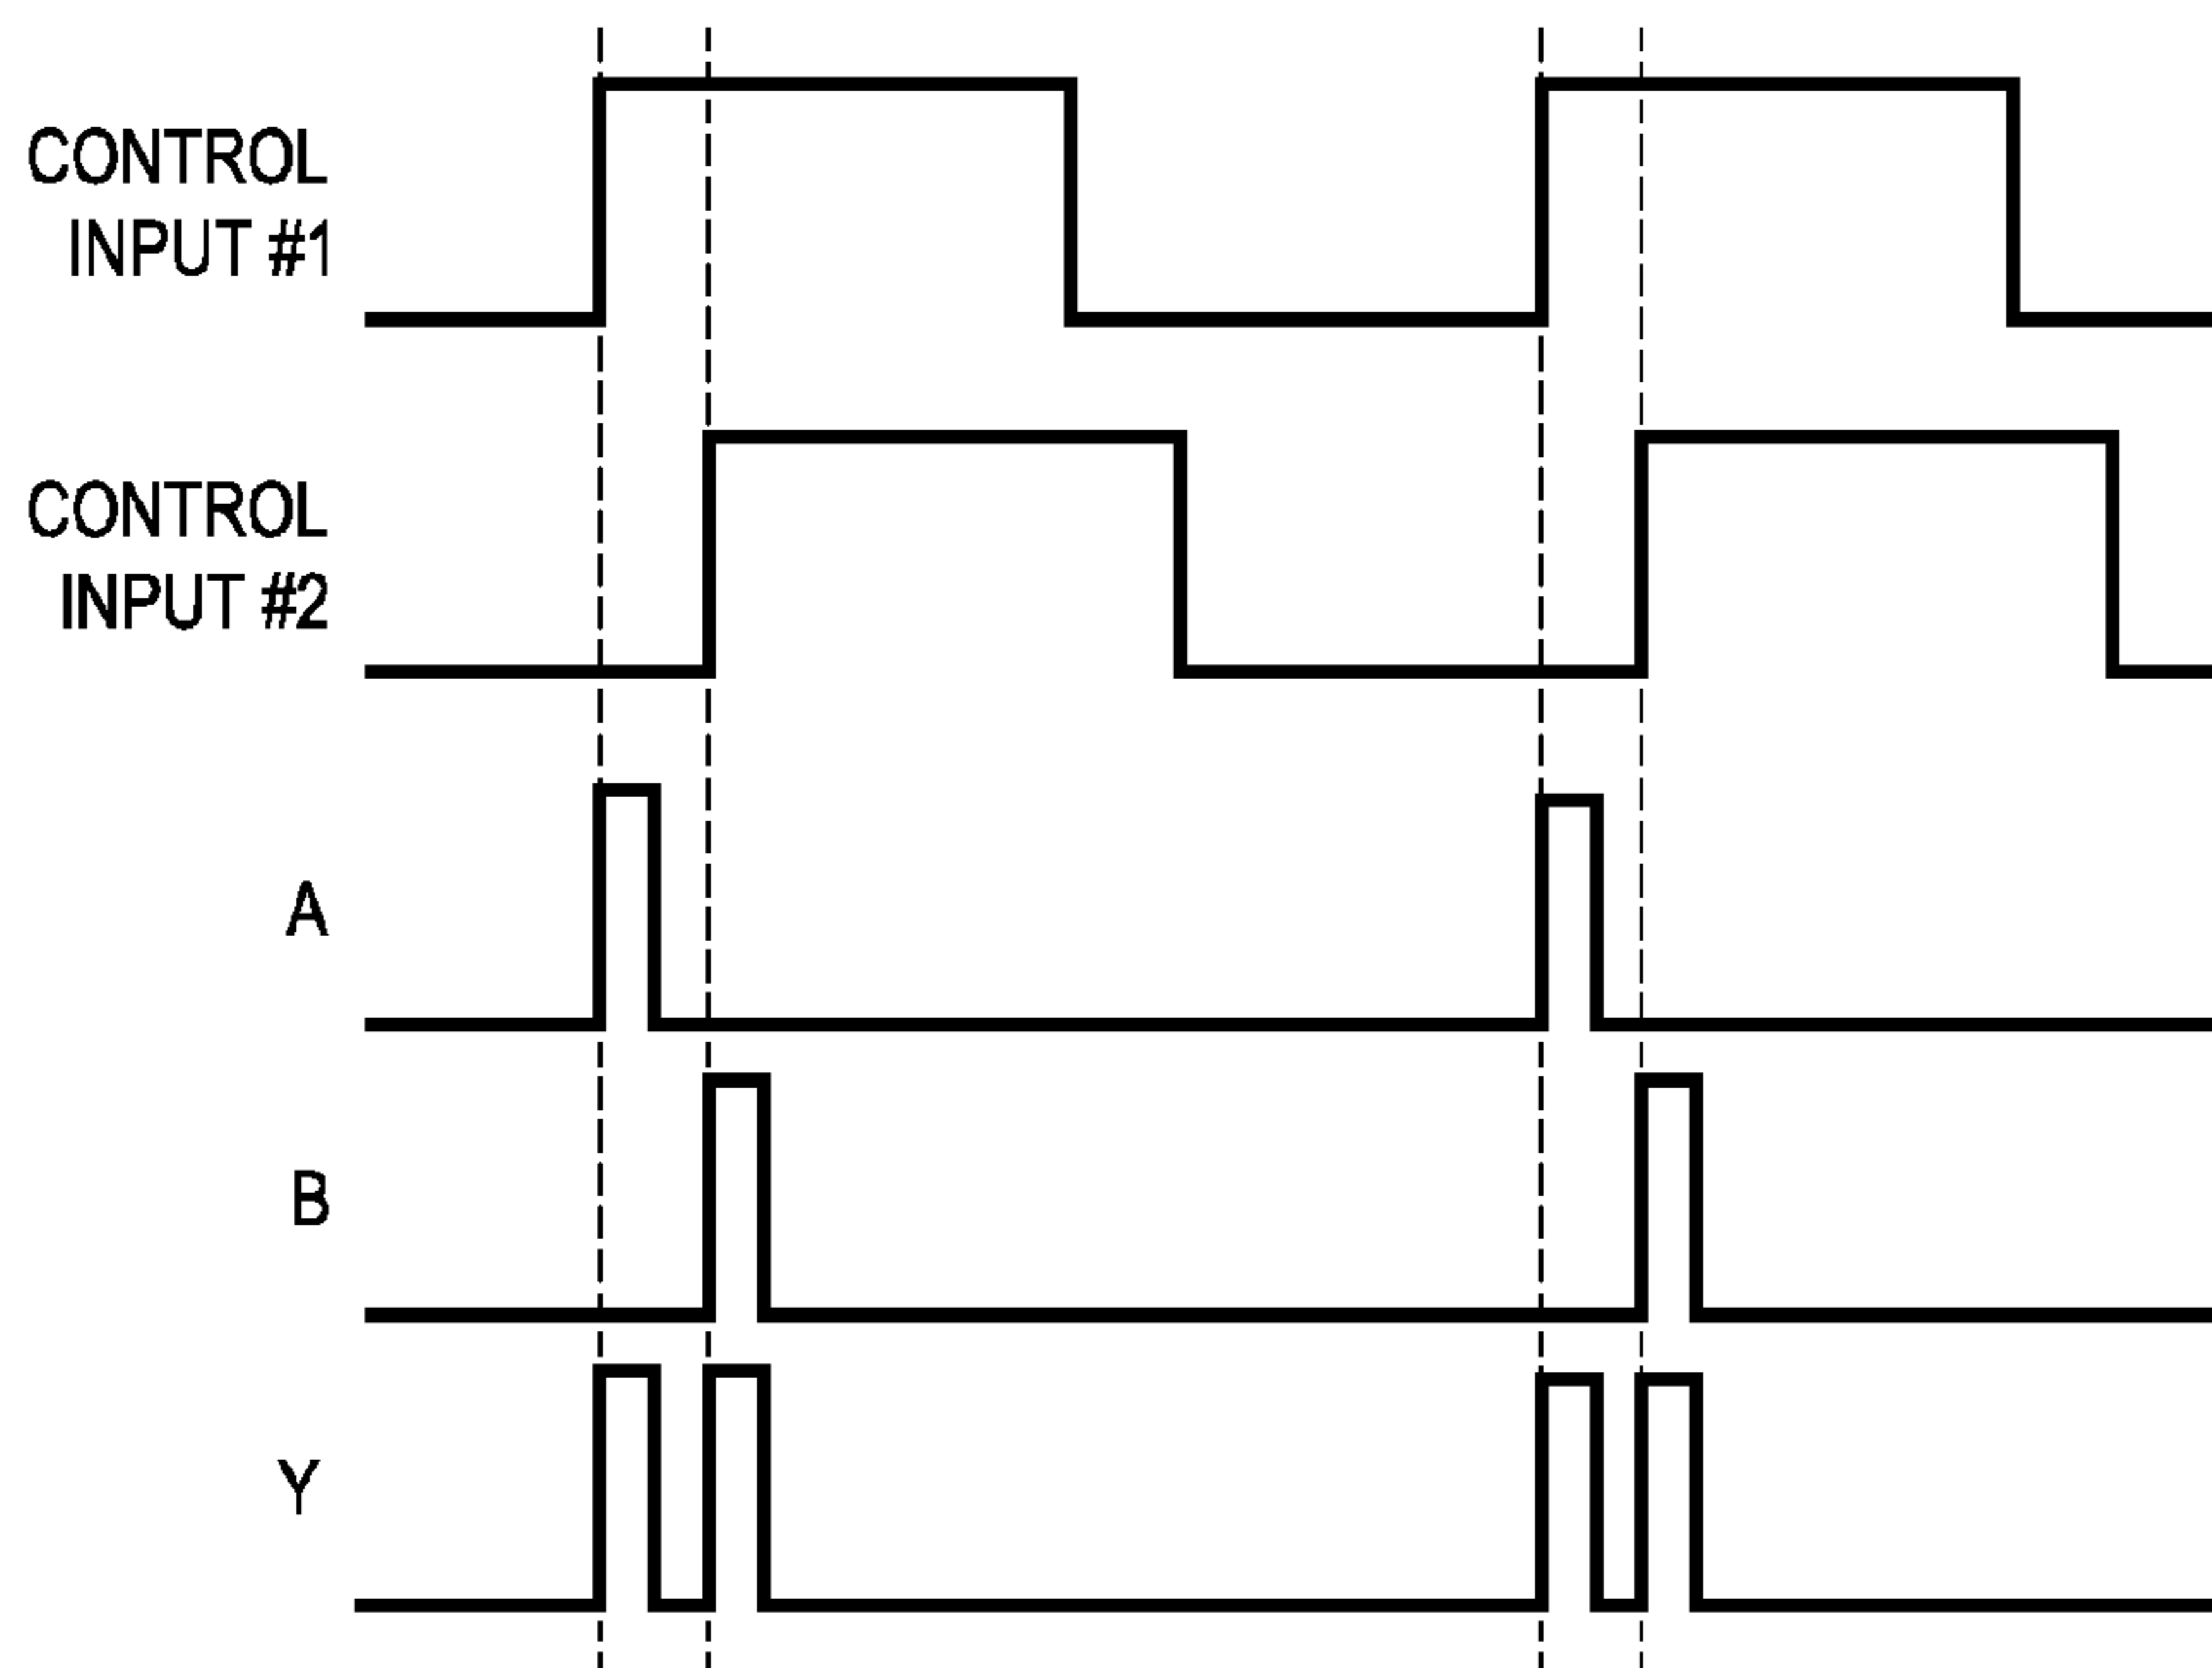 CONTROL
INPUT #1
CONTROL
INPUT #2
A
B
Y